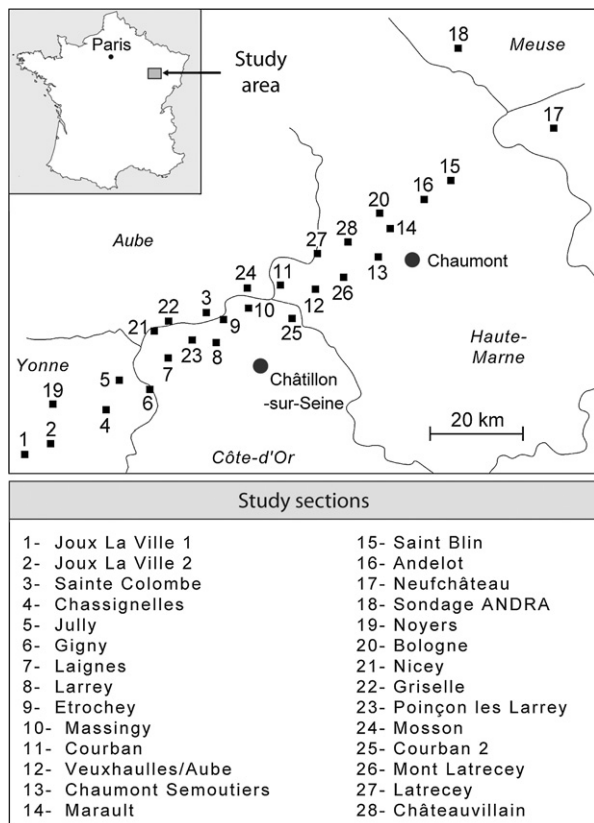 Paris
Study
area
18
Meuse
17
15
16
20
14
28
27
13
Chaumont
Aube
24
11
12
26
3
22
21
10
9
25
23
8
7
Haute-
Marne
Yonne
5
6
19
4
Châtillon
-sur-Seine
20 km
2
1
Côte-d'Or
Study sections
1- Joux La Ville 1
2- Joux La Ville 2
3- Sainte Colombe
4- Chassignelles
5- Jully
6- Gigny
7- Laignes
8- Larrey
9- Etrochey
10- Massingy
11- Courban
12- Veuxhaulles/Aube
13- Chaumont Semoutiers
14- Marault
15- Saint Blin
16- Andelot
17- Neufchâteau
18- Sondage ANDRA
19- Noyers
20- Bologne
21- Nicey
22- Griselle
23- Poinçon les Larrey
24- Mosson
25- Courban 2
26- Mont Latrecey
27- Latrecey
28- Châteauvillain